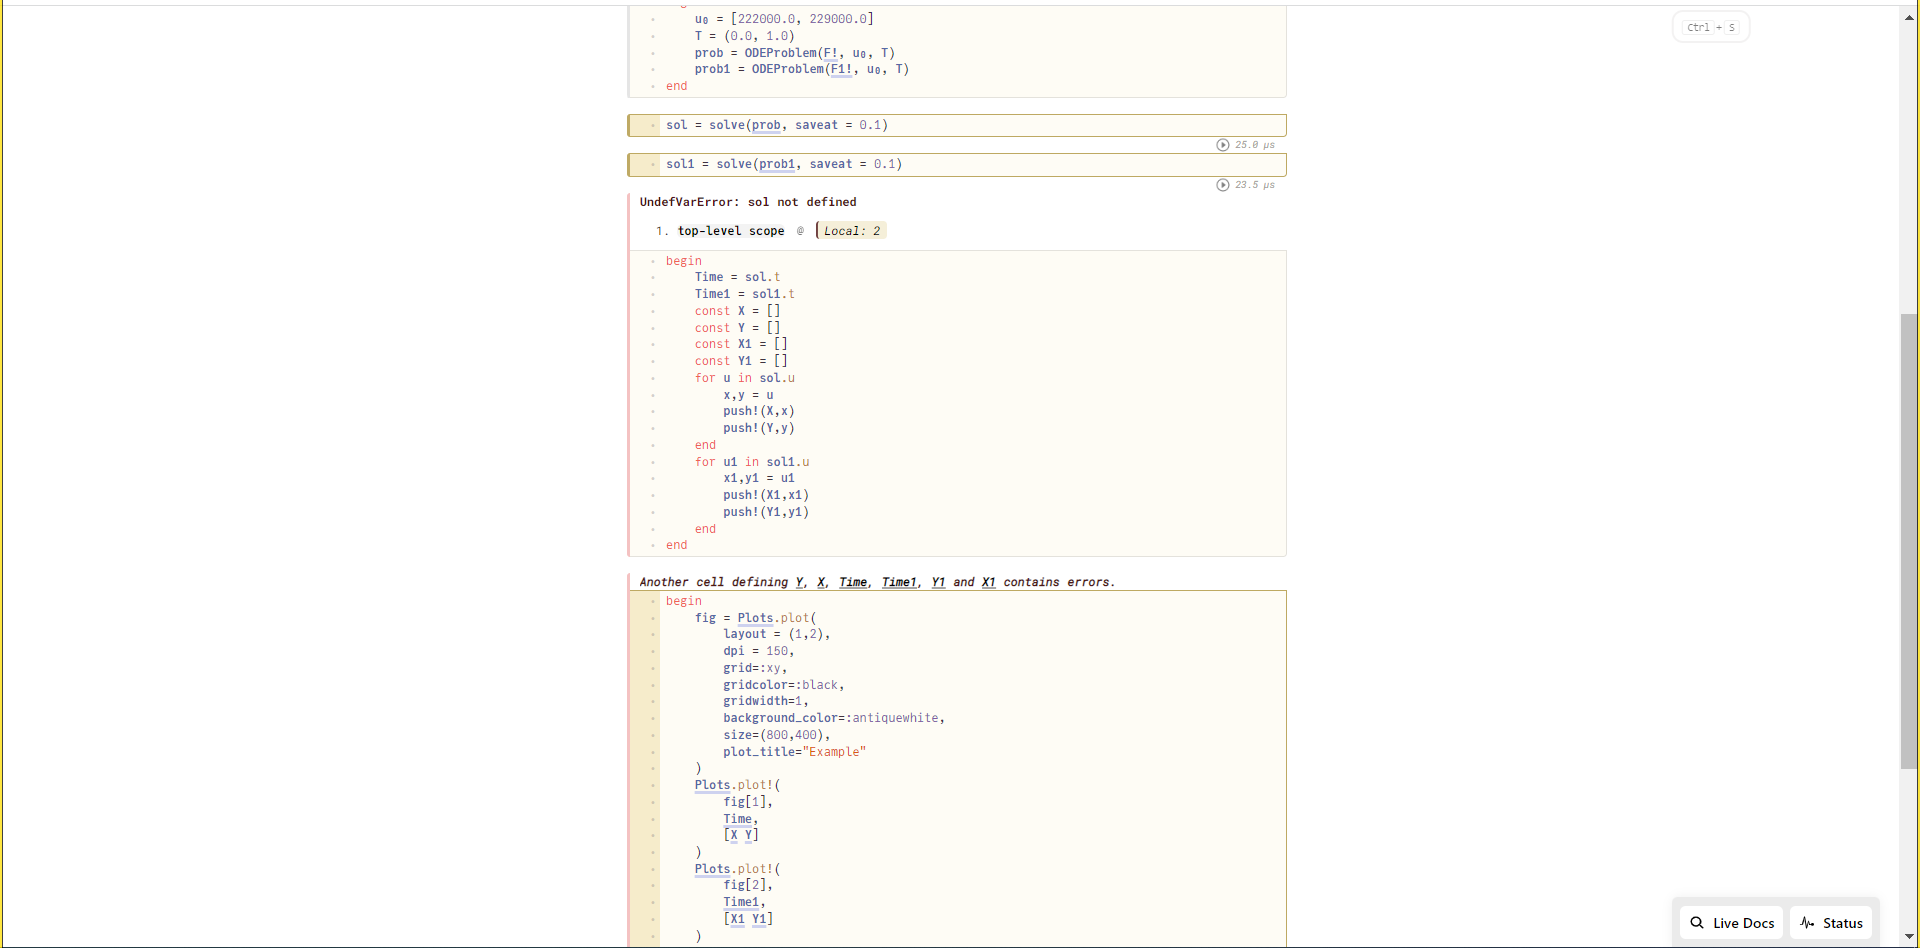 u₀ = [222000.0, 229000.0]
T = (0.0, 1.0)
prob = ODEProblem(F!, u₀, T)
prob1 = ODEProblem(F1!, u₀, T)
end
sol = solve(prob, saveat = 0.1)
25.0 μs
sol1 = solve(prob1, saveat = 0.1)
23.5 μs
UndefVarError: sol not defined
1. top-level scope @ Local: 2
begin
Time = sol.t
Time1 = sol1.t
const X = []
const Y = []
const X1 = []
const Y1 = []
for u in sol.u
x,y = u
push!(X,x)
push!(Y,y)
end
for u1 in sol1.u
x1,y1 = u1
push!(X1,x1)
push!(Y1,y1)
end
end
Another cell defining Y, X, Time, Time1, Y1 and X1 contains errors.
begin
fig = Plots.plot(
layout = (1,2),
dpi = 150,
grid=:xy,
gridcolor=:black,
gridwidth=1,
background_color=:antiquewhite,
size=(800,400),
plot_title="Example"
)
Plots.plot!(
fig[1],
Time,
[X Y]
)
Plots.plot!(
fig[2],
Time1,
[X1 Y1]
)
Ctrl + S
Live Docs
Status